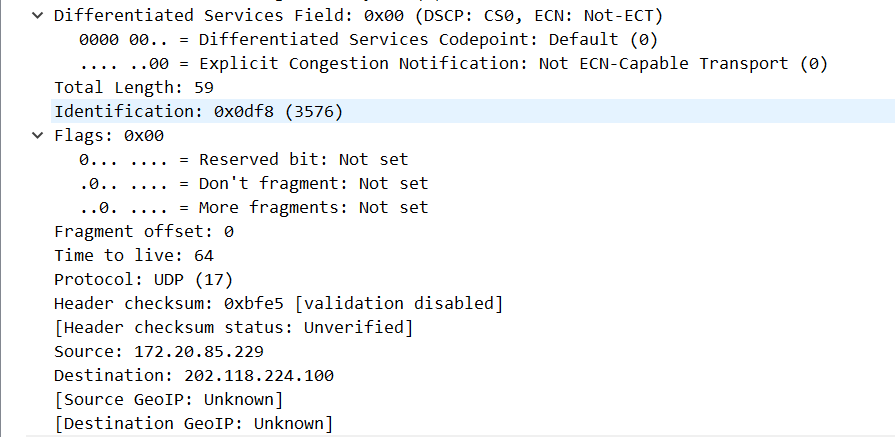 Differentiated Services Field: 0x00 (DSCP: CS0, ECN: Not-ECT)
0000 00.. = Differentiated Services Codepoint: Default (0)
.... ..00 = Explicit Congestion Notification: Not ECN-Capable Transport (0)
Total Length: 59
Identification: 0x0df8 (3576)
Flags: 0x00
0... .... = Reserved bit: Not set
.0.. .... = Don't fragment: Not set
..0. .... = More fragments: Not set
Fragment offset: 0
Time to live: 64
Protocol: UDP (17)
Header checksum: 0xbfe5 [validation disabled]
[Header checksum status: Unverified]
Source: 172.20.85.229
Destination: 202.118.224.100
[Source GeoIP: Unknown]
[Destination GeoIP: Unknown]